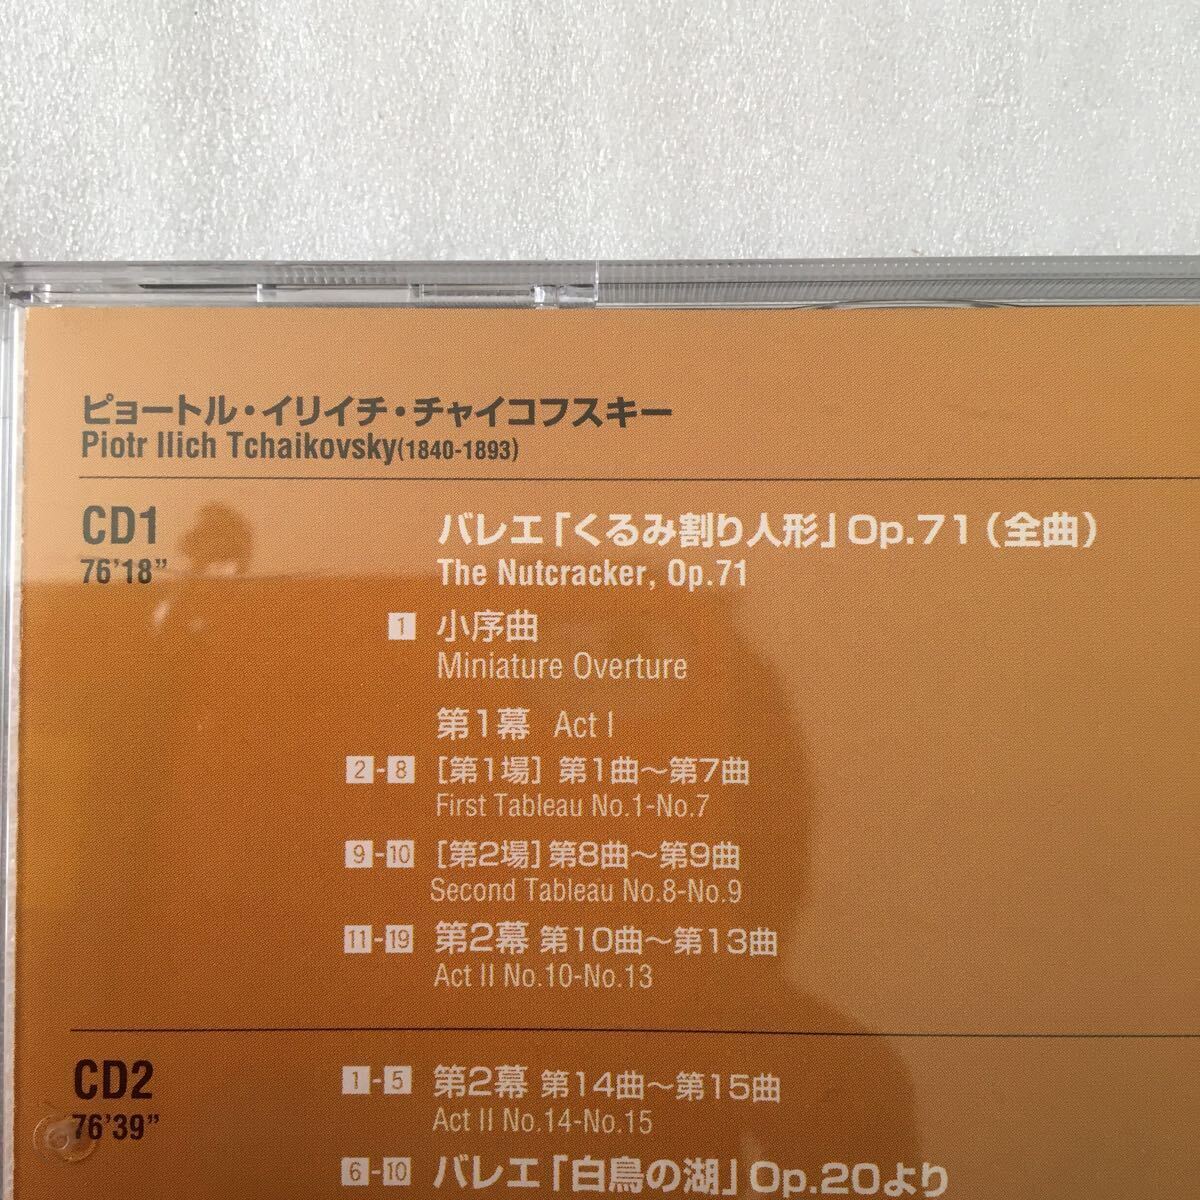 ピョートル・イリイチ・チャイコフスキー
Piotr Ilich Tchaikovsky(1840-1893)
CD1
76'18"
バレエ「くるみ割り人形」Op.71（全曲）
The Nutcracker, Op.71
1 小序曲
Miniature Overture
第1幕 Act I
2-8 [第1場] 第1曲～第7曲
First Tableau No.1-No.7
9-10 [第2場] 第8曲～第9曲
Second Tableau No.8-No.9
11-19 第2幕 第10曲～第13曲
Act II No.10-No.13
CD2
76'39"
1-5 第2幕 第14曲～第15曲
Act II No.14-No.15
6-10 バレエ「白鳥の湖」Op.20より